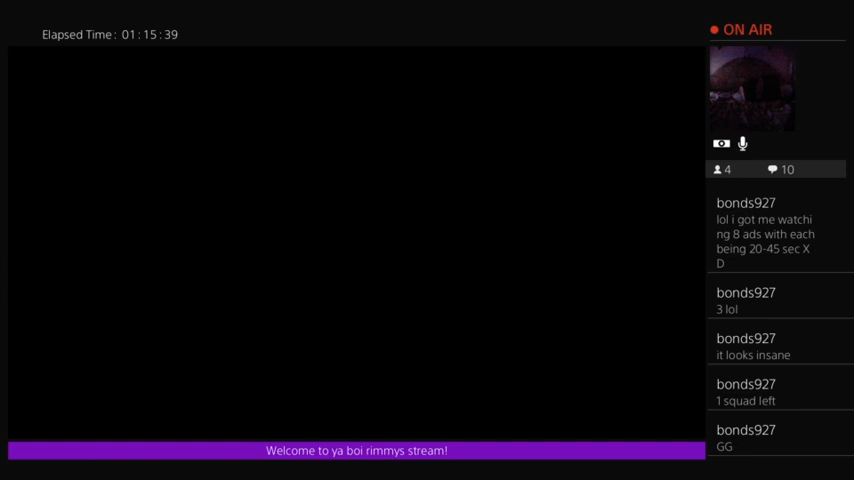 Elapsed Time: 01:15:39
ON AIR
4 10
bonds927
lol i got me watchi
ng 8 ads with each
being 20-45 sec X
D
bonds927
3 lol
bonds927
it looks insane
bonds927
1 squad left
bonds927
GG
Welcome to ya boi rimmys stream!